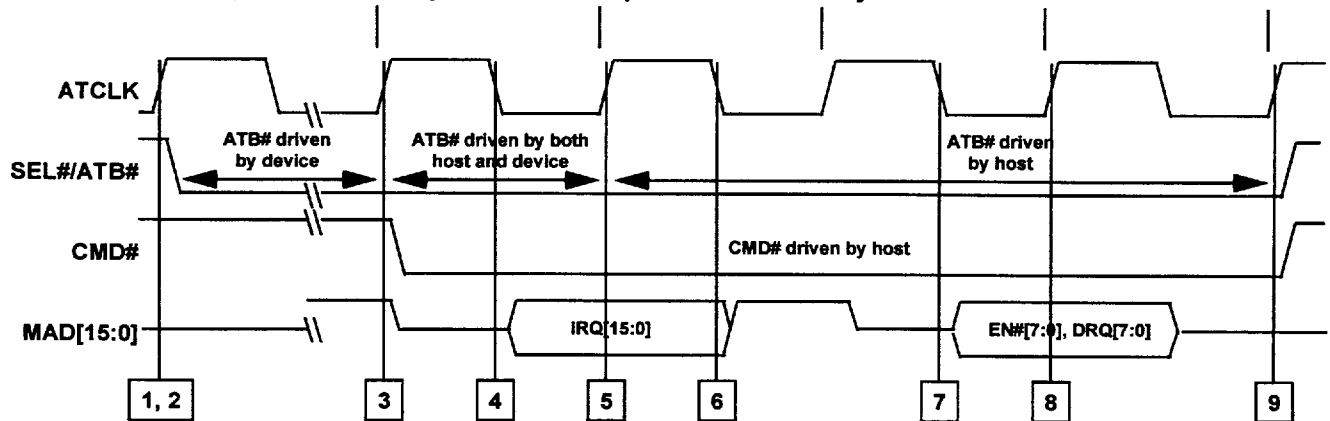 ATCLK
ATB# driven
by device
ATB# driven by both
host and device
ATB# driven
by host
SEL#/ATB#
CMD#
CMD# driven by host
MAD[15:0]
IRQ[15:0]
EN#[7:0], DRQ[7:0]
1, 2
3
4
5
6
7
8
9